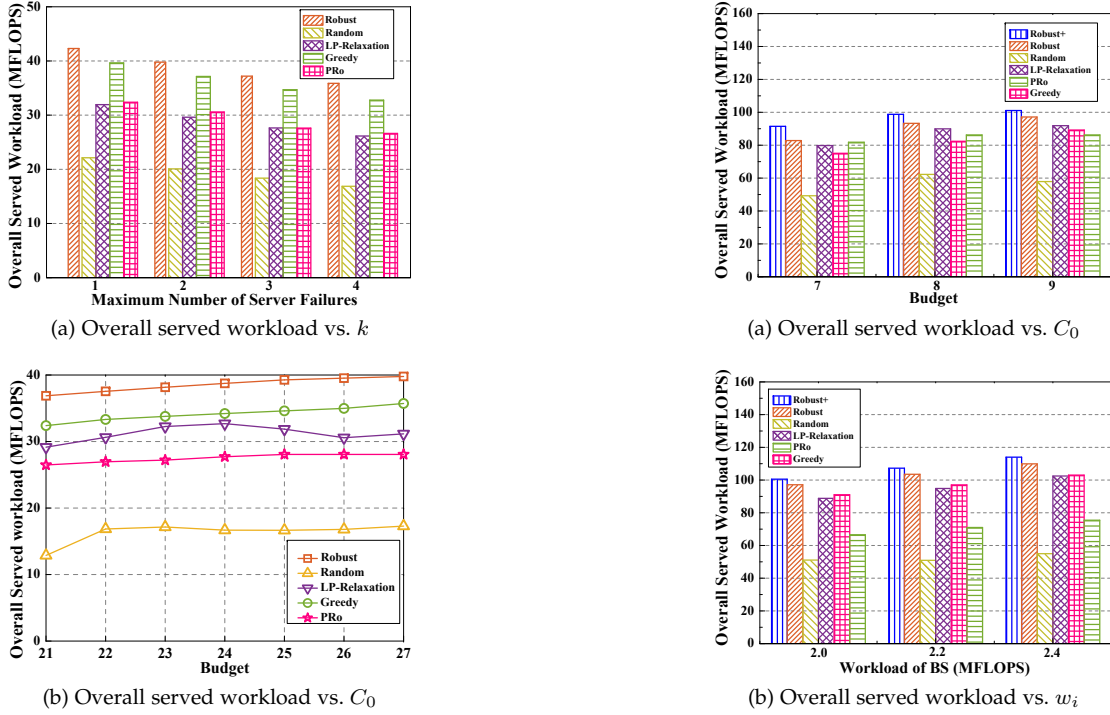 Overall Served Workload (MFLOPS)
50
40
30
20
10
0
Robust
Random
LP-Relaxation
Greedy
PRo
1 2 3 4
Maximum Number of Server Failures
(a) Overall served workload vs. k
Overall Served workload (MFLOPS)
40
30
20
10
0
Robust
Random
LP-Relaxation
Greedy
PRo
21 22 23 24 25 26 27
Budget
(b) Overall served workload vs. C₀
Overall Served Workload (MFLOPS)
160
140
120
100
80
60
40
20
0
Robust+
Robust
Random
LP-Relaxation
PRo
Greedy
7 8 9
Budget
(a) Overall served workload vs. C₀
Overall Served Workload (MFLOPS)
160
140
120
100
80
60
40
20
0
Robust+
Robust
Random
LP-Relaxation
PRo
Greedy
2.0 2.2 2.4
Workload of BS (MFLOPS)
(b) Overall served workload vs. wᵢ